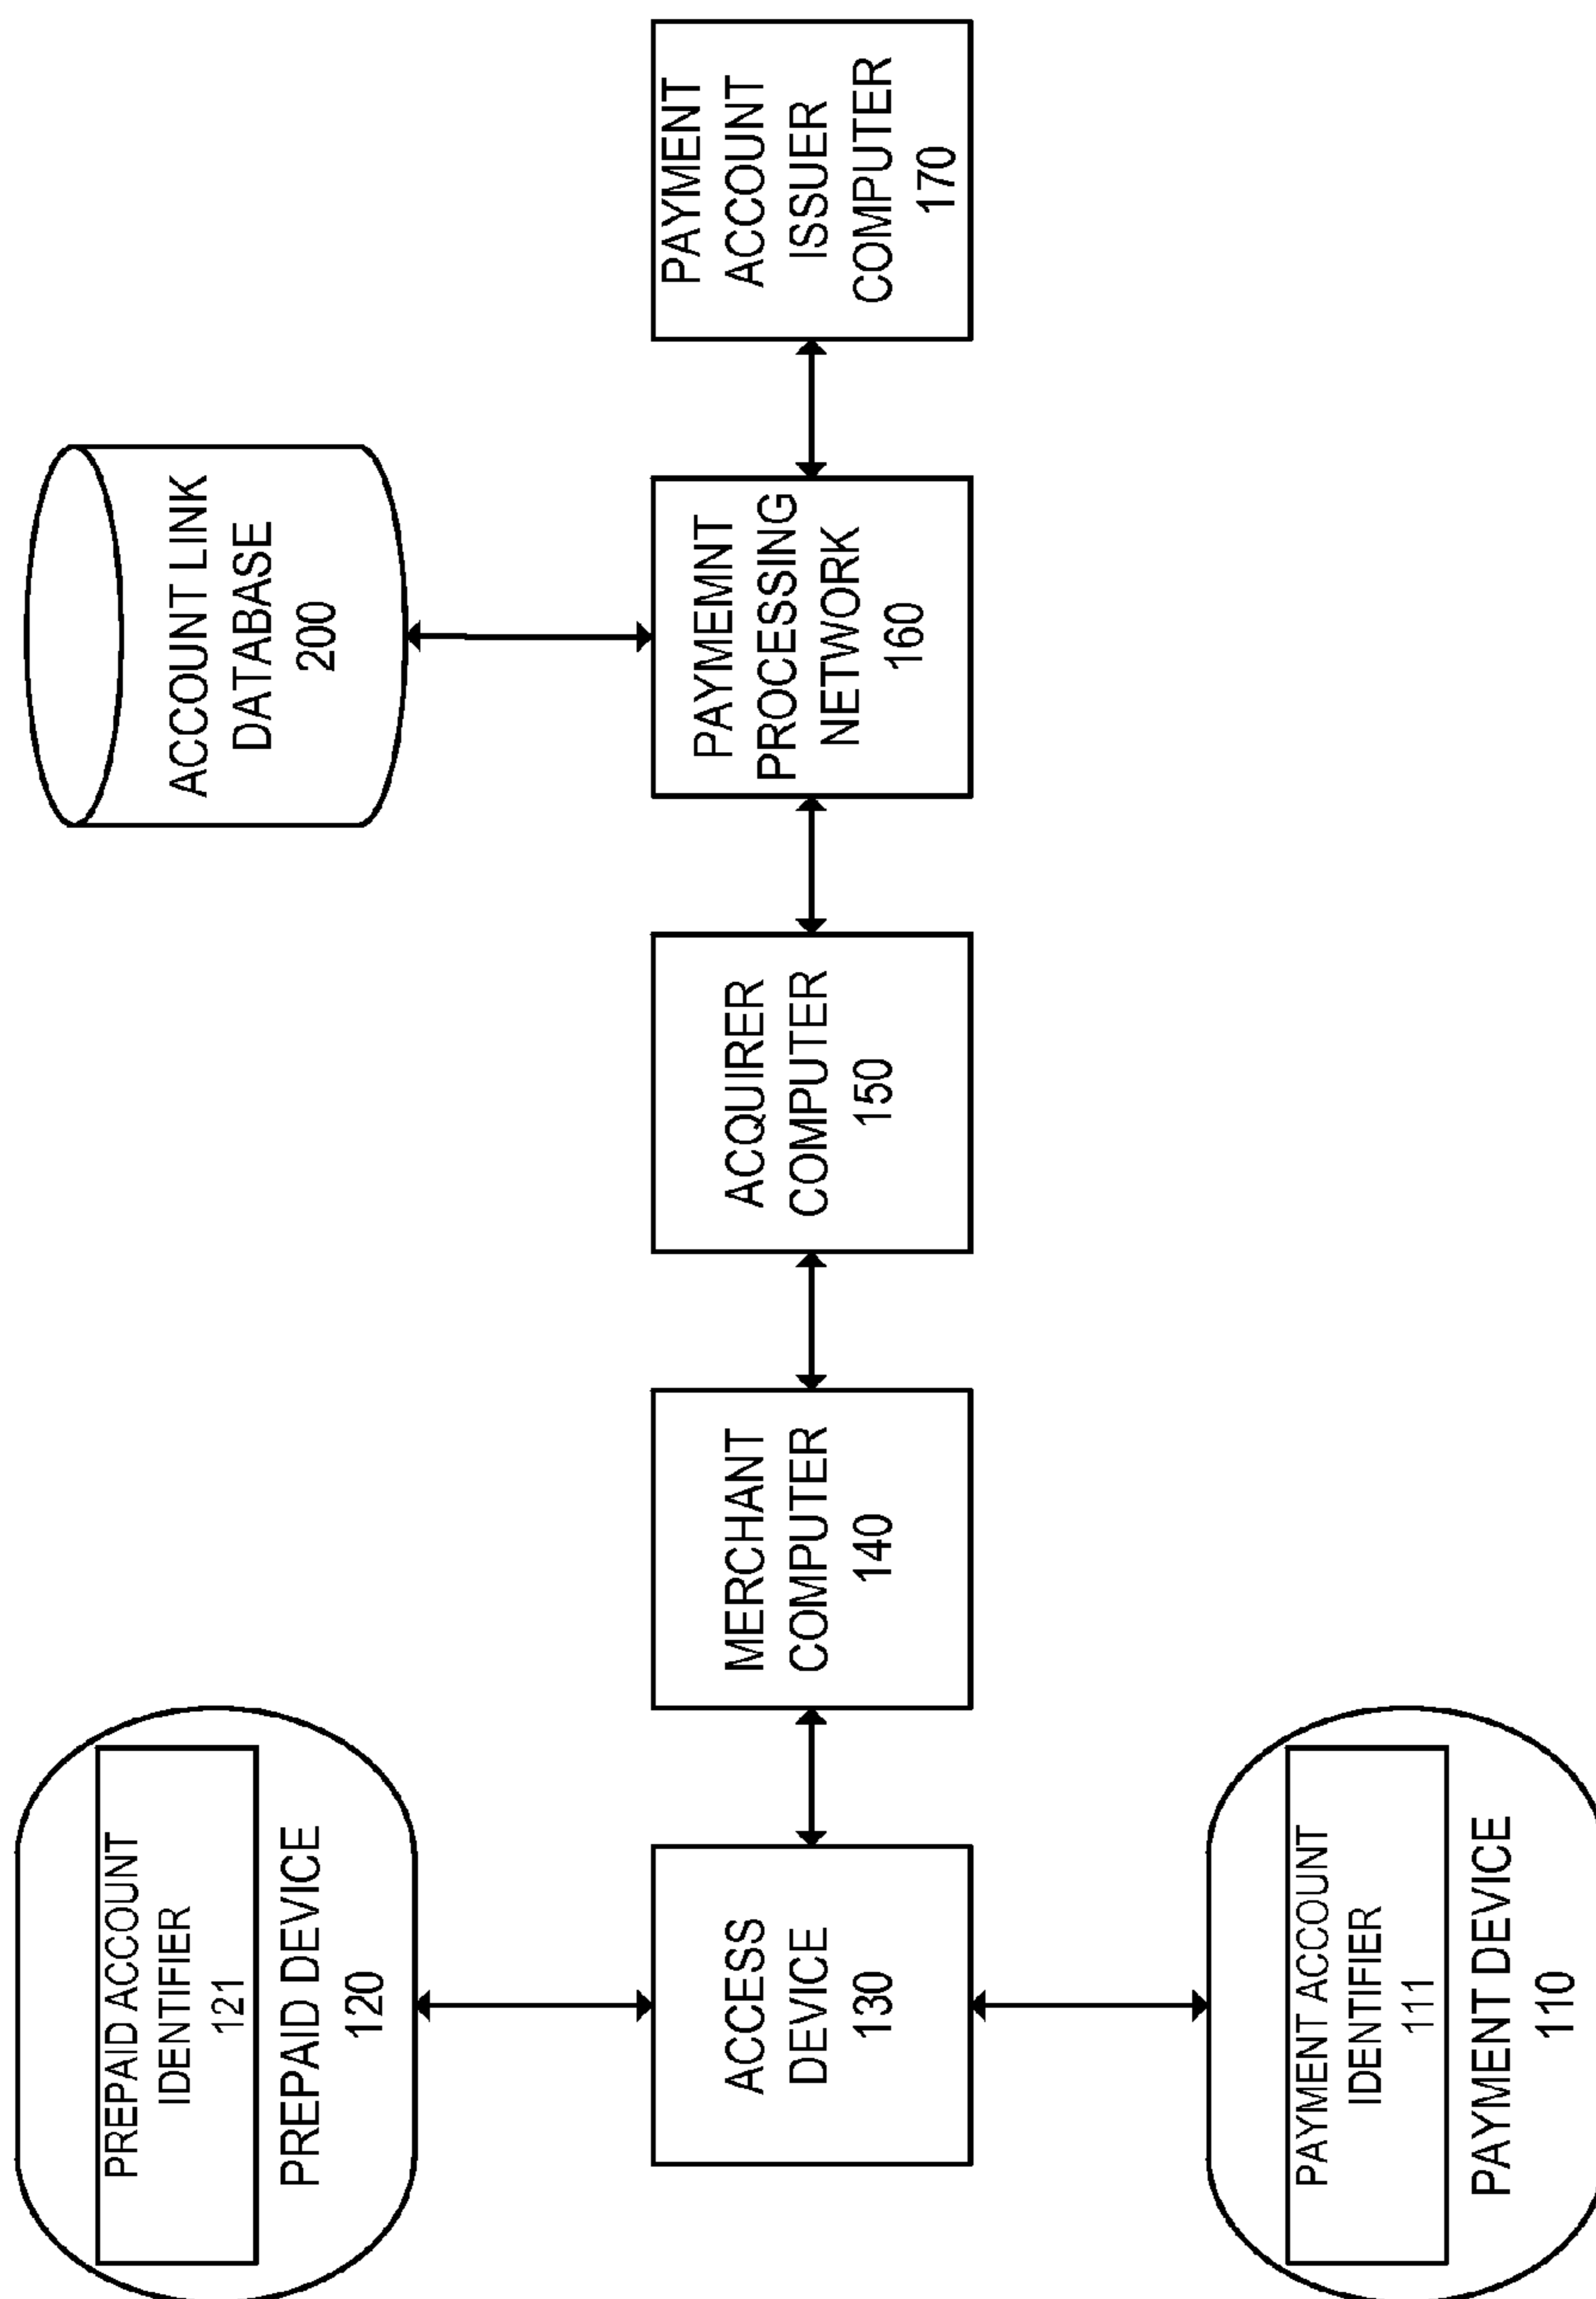 PREPAID ACCOUNT
IDENTIFIER
121
PREPAID DEVICE
120
ACCESS
DEVICE
130
PAYMENT ACCOUNT
IDENTIFIER
111
PAYMENT DEVICE
110
MERCHANT
COMPUTER
140
ACQUIRER
COMPUTER
150
ACCOUNT LINK
DATABASE
200
PAYMEMNT
PROCESSING
NETWORK
160
PAYMENT
ACCOUNT
ISSUER
COMPUTER
170